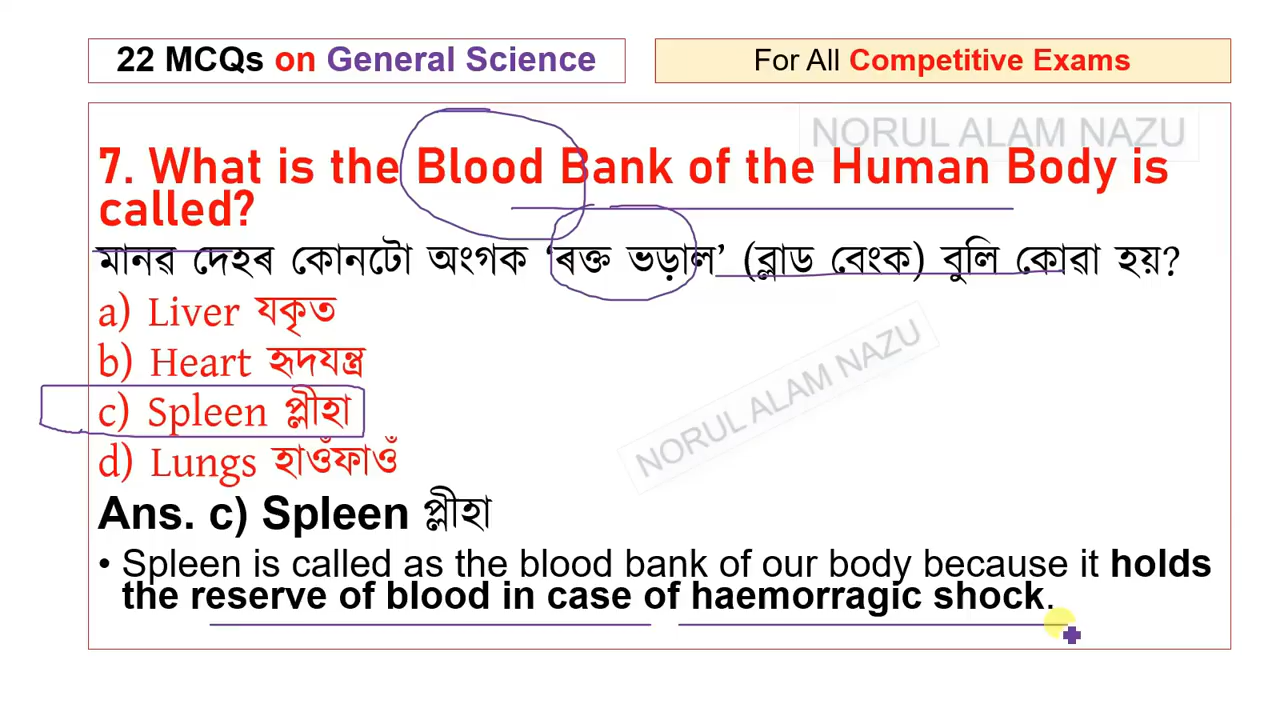 22 MCQs on General Science
For All Competitive Exams
NORUL ALAM NAZU
7. What is the Blood Bank of the Human Body is
called?
মানৱ দেহৰ কোনটো অংগক ‘ৰক্ত ভড়াল’ (ব্লাড বেংক) বুলি কোৱা হয়?
a) Liver যকৃত
b) Heart হৃদযন্ত্ৰ
c) Spleen প্লীহা
d) Lungs হাওঁফাওঁ
NORUL ALAM NAZU
Ans. c) Spleen প্লীহা
• Spleen is called as the blood bank of our body because it holds
the reserve of blood in case of haemorragic shock.